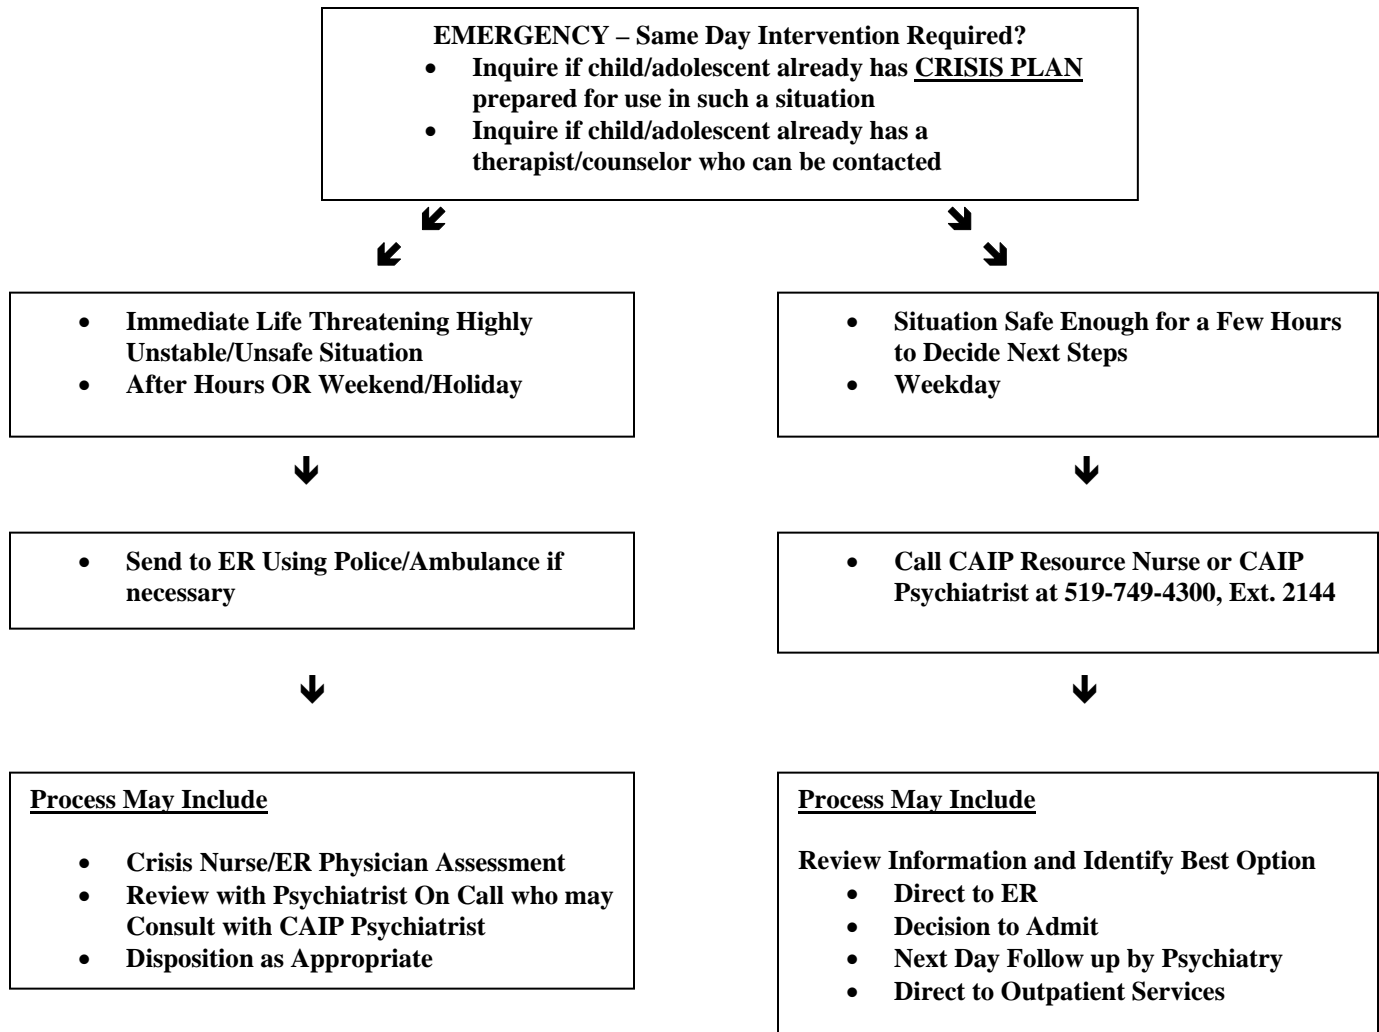 EMERGENCY – Same Day Intervention Required?
• Inquire if child/adolescent already has CRISIS PLAN
prepared for use in such a situation
• Inquire if child/adolescent already has a
therapist/counselor who can be contacted
• Immediate Life Threatening Highly
Unstable/Unsafe Situation
• After Hours OR Weekend/Holiday
• Situation Safe Enough for a Few Hours
to Decide Next Steps
• Weekday
• Send to ER Using Police/Ambulance if
necessary
• Call CAIP Resource Nurse or CAIP
Psychiatrist at 519-749-4300, Ext. 2144
Process May Include
• Crisis Nurse/ER Physician Assessment
• Review with Psychiatrist On Call who may
Consult with CAIP Psychiatrist
• Disposition as Appropriate
Process May Include
Review Information and Identify Best Option
• Direct to ER
• Decision to Admit
• Next Day Follow up by Psychiatry
• Direct to Outpatient Services